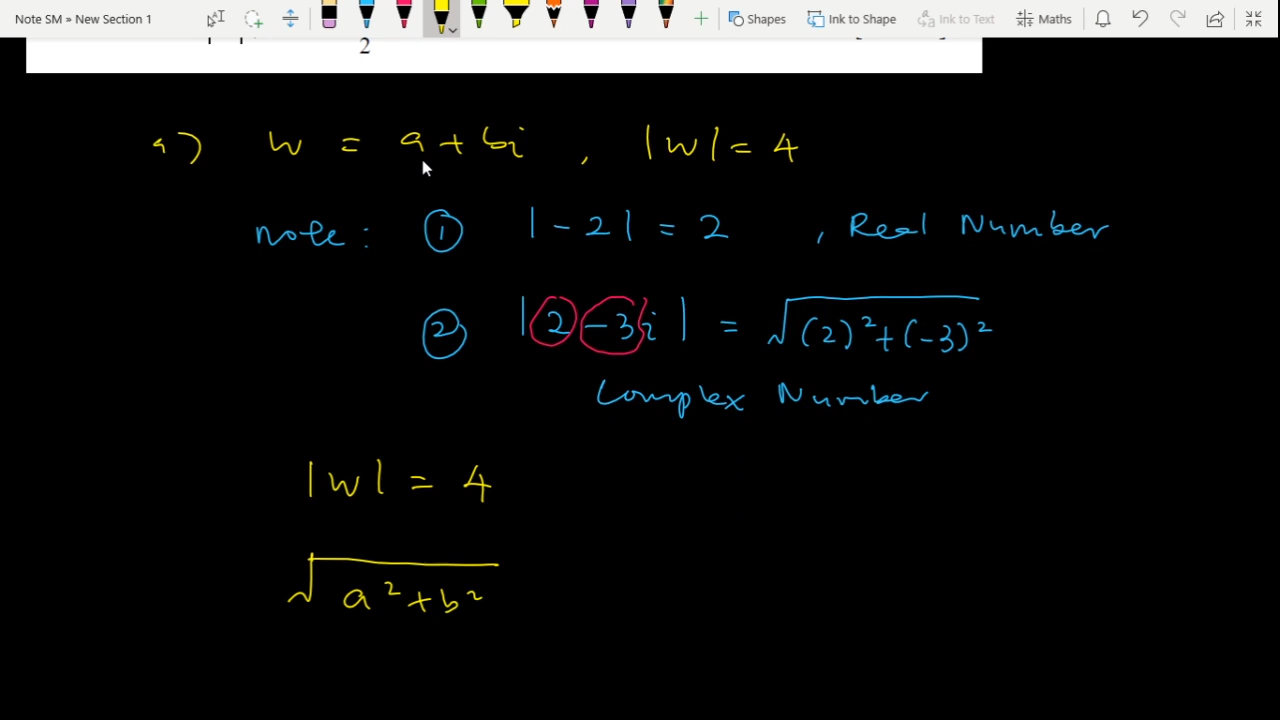 Note SM » New Section 1 Shapes Ink to Shape Ink to Text Maths
2
a) w = a + bi , |w| = 4
Note: ① |-2| = 2 , Real Number
② |2-3i| = √((2)²+(-3)²)
Complex Number
|w| = 4
√(a²+b²)